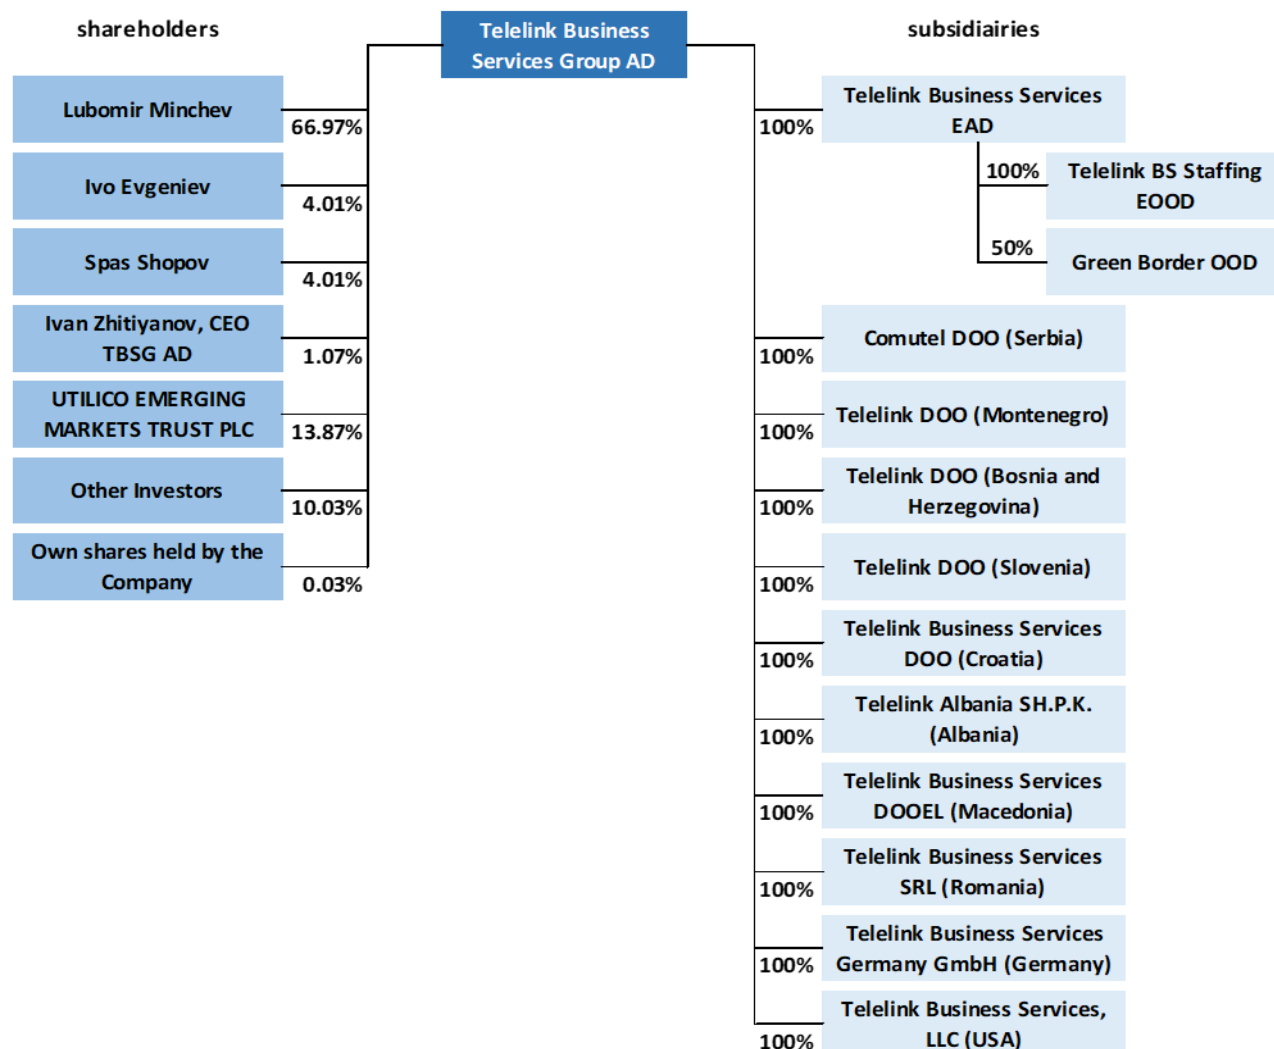 shareholders
Telelink Business
Services Group AD
subsidiairies
Lubomir Minchev
66.97%
Ivo Evgeniev
4.01%
Spas Shopov
4.01%
Ivan Zhitiyanov, CEO
TBSG AD
1.07%
UTILICO EMERGING
MARKETS TRUST PLC
13.87%
Other Investors
10.03%
Own shares held by the
Company
0.03%
Telelink Business Services
EAD
100%
100%
Telelink BS Staffing
EOOD
50%
Green Border OOD
Comutel DOO (Serbia)
100%
Telelink DOO (Montenegro)
100%
Telelink DOO (Bosnia and
Herzegovina)
100%
Telelink DOO (Slovenia)
100%
Telelink Business Services
DOO (Croatia)
100%
Telelink Albania SH.P.K.
(Albania)
100%
Telelink Business Services
DOOEL (Macedonia)
100%
Telelink Business Services
SRL (Romania)
100%
Telelink Business Services
Germany GmbH (Germany)
100%
Telelink Business Services,
LLC (USA)
100%